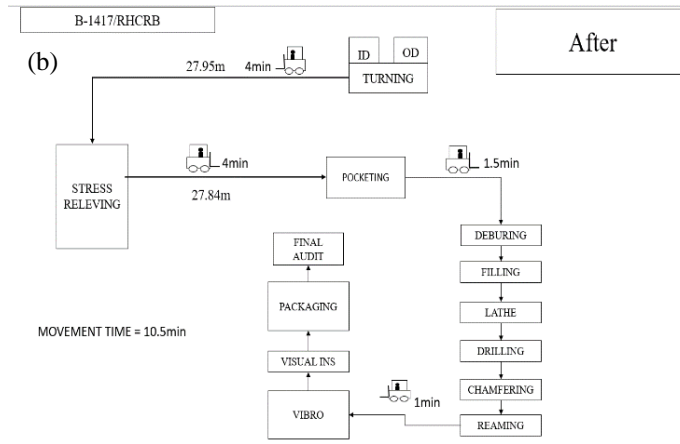 B-1417/RHCRB
After
(b)
ID
OD
TURNING
27.95m
4min
STRESS
RELEVING
4min
27.84m
POCKETING
1.5min
DEBURING
FILLING
LATHE
DRILLING
CHAMFERING
REAMING
1min
VIBRO
VISUAL INS
PACKAGING
FINAL
AUDIT
MOVEMENT TIME = 10.5min